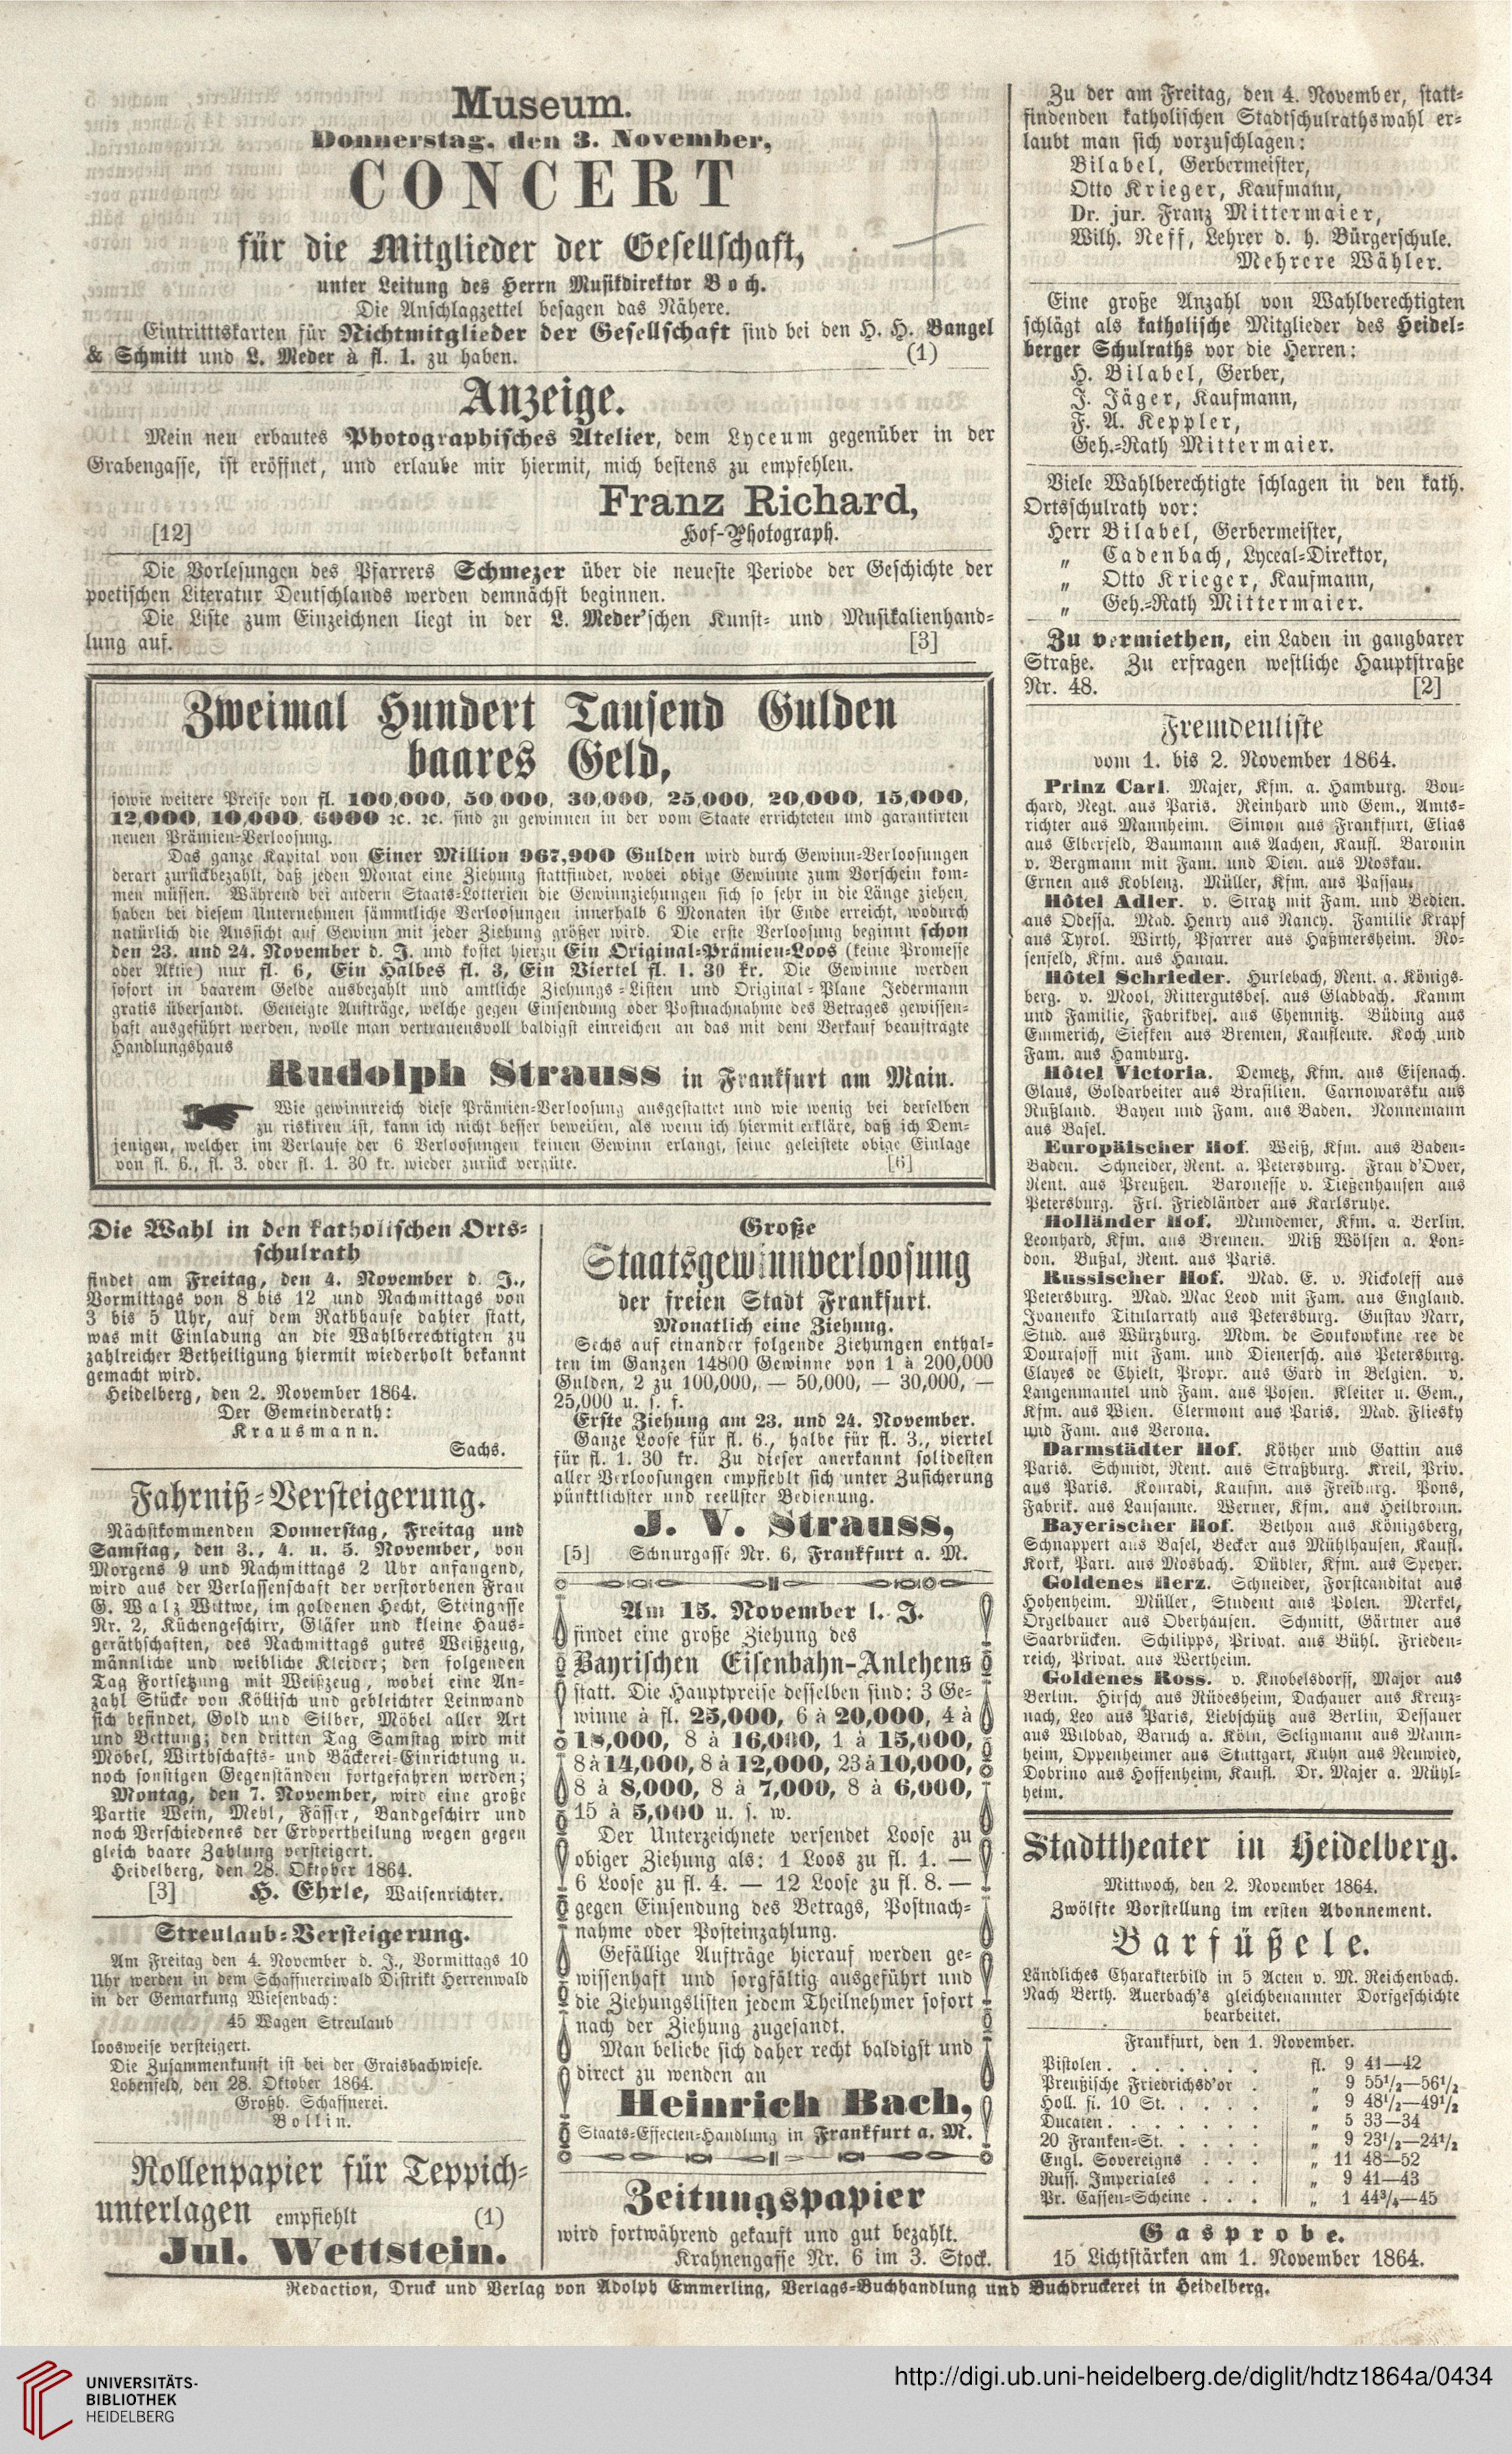 Museum.
Donnerstag, den 3. November,
CONCERT
für die Mitglieder der Gesellschaft,
unter Leitung des Herrn Musikdirektor Boch.
Die Anschlagzettel besagen das Nähere.
Eintrittskarten für Nichtmitglieder der Gesellschaft sind bei den H. H. Bangel
& Schmitt und L. Meder à fl. 1. zu haben. (1)
Anzeige.
Mein neu erbautes Photographisches Atelier, dem Lyceum gegenüber in der
Grabengasse, ist eröffnet, und erlaube mir hiermit, mich bestens zu empfehlen.
Franz Richard,
[12] Hof-Photograph.
Die Vorlesungen des Pfarrers Schmezer über die neueste Periode der Geschichte der
poetischen Literatur Deutschlands werden demnächst beginnen.
Die Liste zum Einzeichnen liegt in der L. Meder'schen Kunst- und Musikalienhand-
lung auf. [3]
Zweimal Hundert Tausend Gulden
baares Geld,
sowie weitere Preise von fl. 100,000, 50,000, 30,000, 25,000, 20,000, 15,000,
12,000, 10,000, 6000 ꝛc. ꝛc. sind zu gewinnen in der vom Staate errichteten und garantirten
neuen Prämien-Verloosung.
Das ganze Kapital von Einer Million 967,900 Gulden wird durch Gewinn-Verloosungen
derart zurückbezahlt, daß jeden Monat eine Ziehung stattfindet, wobei obige Gewinne zum Vorschein kom-
men müssen. Während bei andern Staats-Lotterien die Gewinnziehungen sich so sehr in die Länge ziehen,
haben bei diesem Unternehmen sämmtliche Verloosungen innerhalb 6 Monaten ihr Ende erreicht, wodurch
natürlich die Aussicht auf Gewinn mit jeder Ziehung größer wird. Die erste Verloosung beginnt schon
den 23. und 24. November d. J. und kostet hierzu Ein Original-Prämien-Loos (keine Promesse
oder Aktie) nur fl. 6, Ein Halbes fl. 3, Ein Viertel fl. 1. 30 kr. Die Gewinne werden
sofort in baarem Gelde ausbezahlt und amtliche Ziehungs-Listen und Original-Plane Jedermann
gratis übersandt. Geneigte Aufträge, welche gegen Einsendung oder Postnachnahme des Betrages gewissen-
haft ausgeführt werden, wolle man vertrauensvoll baldigst einreichen an das mit dem Verkauf beauftragte
Handlungshaus
Rudolph Strauss in Frankfurt am Main.
Wie gewinnreich diese Prämien-Verloosung ausgestattet und wie wenig bei derselben
zu riskiren ist, kann ich nicht besser beweisen, als wenn ich hiermit erkläre, daß ich Dem-
jenigen, welcher im Verlaufe der 6 Verloosungen keinen Gewinn erlangt, seine geleistete obige Einlage
von fl. 6., fl. 3. oder fl. 1. 30 kr. wieder zurück vergüte. [6]
Die Wahl in den katholischen Orts-
schulrath
findet am Freitag, den 4. November d. J.,
Vormittags von 8 bis 12 und Nachmittags von
3 bis 5 Uhr, auf dem Rathhause dahier statt,
was mit Einladung an die Wahlberechtigten zu
zahlreicher Betheiligung hiermit wiederholt bekannt
gemacht wird.
Heidelberg, den 2. November 1864.
Der Gemeinderath:
Krausmann.
Sachs.
Fahrniß-Versteigerung.
Nächstkommenden Donnerstag, Freitag und
Samstag, den 3., 4. u. 5. November, von
Morgens 9 und Nachmittags 2 Uhr anfangend,
wird aus der Verlassenschaft der verstorbenen Frau
G. Walz Wittwe, im goldenen Hecht, Steingasse
Nr. 2, Küchengeschirr, Gläser und kleine Haus-
geräthschaften, des Nachmittags gutes Weißzeug,
männliche und weibliche Kleider; den folgenden
Tag Fortsetzung mit Weißzeug, wobei eine An-
zahl Stücke von Köllisch und gebleichter Leinwand
sich befindet, Gold und Silber, Möbel aller Art
und Bettung; den dritten Tag Samstag wird mit
Möbel, Wirthschafts- und Bäckerei-Einrichtung u.
noch sonstigen Gegenständen fortgefahren werden;
Montag, den 7. November, wird eine große
Partie Wein, Mehl, Fässer, Bandgeschirr und
noch Verschiedenes der Erbvertheilung wegen gegen
gleich baare Zahlung versteigert.
Heidelberg, den 28. Oktober 1864.
[3] H. Ehrle, Waisenrichter.
Streulaub-Versteigerung.
Am Freitag den 4. November d. J., Vormittags 10
Uhr werden in dem Schaffnereiwald Distrikt Herrenwald
in der Gemarkung Wiesenbach:
45 Wagen Streulaub
loosweise versteigert.
Die Zusammenkunft ist bei der Graisbachwiese.
Lobenfeld, den 28. Oktober 1864.
Großh. Schaffnerei.
Bollin.
Rollenpapier für Teppich-
unterlagen empfiehlt (1)
Jul. Wettstein.
Große
Staatsgewinnverloosung
der freien Stadt Frankfurt.
Monatlich eine Ziehung.
Sechs auf einander folgende Ziehungen enthal-
ten im Ganzen 14800 Gewinne von 1 à 200,000
Gulden, 2 zu 100,000, — 50,000, — 30,000, —
25,000 u. s. f.
Erste Ziehung am 23. und 24. November.
Ganze Loose für fl. 6., halbe für fl. 3., viertel
für fl. 1. 30 kr. Zu dieser anerkannt solidesten
aller Verloosungen empfiehlt sich unter Zusicherung
pünktlichster und reellster Bedienung.
J. V. Strauss,
[5] Schnurgasse Nr. 6, Frankfurt a. M.
Am 15. November l. J.
findet eine große Ziehung des
Bayrischen Eisenbahn-Anlehens
statt. Die Hauptpreise desselben sind: 3 Ge-
winne à fl. 25,000, 6 à 20,000, 4 à
18,000, 8 à 16,000, 1 à 15,000,
8 à 14,000, 8 à 12,000, 23 à 10,000,
8 à 8,000, 8 à 7,000, 8 à 6,000,
15 à 5,000 u. s. w.
Der Unterzeichnete versendet Loose zu
obiger Ziehung als: 1 Loos zu fl. 1. —
6 Loose zu fl. 4. — 12 Loose zu fl. 8. —
gegen Einsendung des Betrags, Postnach-
nahme oder Posteinzahlung.
Gefällige Aufträge hierauf werden ge-
wissenhaft und sorgfältig ausgeführt und
die Ziehungslisten jedem Theilnehmer sofort
nach der Ziehung zugesandt.
Man beliebe sich daher recht baldigst und
direct zu wenden an
Heinrich Bach,
Staats-Effecten-Handlung in Frankfurt a. M.
Zeitungspapier
wird fortwährend gekauft und gut bezahlt.
Krahnengasse Nr. 6 im 3. Stock.
Zu der am Freitag, den 4. November, statt-
findenden katholischen Stadtschulrathswahl er-
laubt man sich vorzuschlagen:
Bilabel, Gerbermeister,
Otto Krieger, Kaufmann,
Dr. jur. Franz Mittermaier,
Wilh. Neff, Lehrer d. h. Bürgerschule.
Mehrere Wähler.
Eine große Anzahl von Wahlberechtigten
schlägt als katholische Mitglieder des Heidel-
berger Schulraths vor die Herren:
H. Bilabel, Gerber,
J. Jäger, Kaufmann,
F. A. Keppler,
Geh.-Rath Mittermaier.
Viele Wahlberechtigte schlagen in den kath.
Ortsschulrath vor:
Herr Bilabel, Gerbermeister,
„ Cadenbach, Lyceal-Direktor,
„ Otto Krieger, Kaufmann,
„ Geh.-Rath Mittermaier.
Zu vermiethen, ein Laden in gangbarer
Straße. Zu erfragen westliche Hauptstraße
Nr. 48. [2]
Fremdenliste
vom 1. bis 2. November 1864.
Prinz Carl. Majer, Kfm. a. Hamburg. Bou-
chard, Negt. aus Paris. Reinhard und Gem., Amts-
richter aus Mannheim. Simon aus Frankfurt, Elias
aus Elberfeld, Baumann aus Aachen, Kaufl. Baronin
v. Bergmann mit Fam. und Dien. aus Moskau.
Ernen aus Koblenz. Müller, Kfm. aus Passau.
Hôtel Adler. v. Stratz mit Fam. und Bedien.
aus Odessa. Mad. Henry aus Nancy. Familie Krapf
aus Tyrol. Wirth, Pfarrer aus Haßmersheim. Ro-
senfeld, Kfm. aus Hanau.
Hôtel Schrieder. Hurlebach, Rent. a. Königs-
berg. v. Mool, Rittergutsbes. aus Gladbach. Kamm
und Familie, Fabrikbes. aus Chemnitz. Büding aus
Emmerich, Siefken aus Bremen, Kaufleute. Koch und
Fam. aus Hamburg.
Hôtel Victoria. Demetz, Kfm. aus Eisenach.
Glaus, Goldarbeiter aus Brasilien. Carnowarsku aus
Rußland. Bayen und Fam. aus Baden. Nonnemann
aus Basel.
Europäischer Hof. Weiß, Kfm. aus Baden-
Baden. Schneider, Rent. a. Petersburg. Frau d'Over,
Rent. aus Preußen. Baronesse v. Tießenhausen aus
Petersburg. Frl. Friedländer aus Karlsruhe.
Holländer Hof. Mundemer, Kfm. a. Berlin.
Leonhard, Kfm. aus Bremen. Miß Wölsen a. Lon-
don. Bußal, Rent. aus Paris.
Russischer Hof. Mad. E. v. Nickoleff aus
Petersburg. Mad. Mac Leod mit Fam. aus England.
Ivanenko Titularrath aus Petersburg. Gustav Narr,
Stud. aus Würzburg. Mdm. de Soukowkine ree de
Dourasoff mit Fam. und Dienersch. aus Petersburg.
Clayes de Chielt, Propr. aus Gard in Belgien. v.
Langenmantel und Fam. aus Posen. Kleiter u. Gem.,
Kfm. aus Wien. Clermont aus Paris. Mad. Fliesky
und Fam. aus Verona.
Darmstädter Hof. Köther und Gattin aus
Paris. Schmidt, Rent. aus Straßburg. Kreil, Priv.
aus Paris. Konradi, Kaufm. aus Freiburg. Pons,
Fabrik. aus Lausanne. Werner, Kfm. aus Heilbronn.
Bayerischer Hof. Bethon aus Königsberg,
Schnappert aus Basel, Becker aus Mühlhausen, Kaufl.
Kork, Part. aus Mosbach. Dübler, Kfm. aus Speyer.
Goldenes Herz. Schneider, Forstcanditat aus
Hohenheim. Müller, Student aus Polen. Merkel,
Orgelbauer aus Oberhausen. Schmitt, Gärtner aus
Saarbrücken. Schilipps, Privat. aus Bühl. Frieden-
reich, Privat. aus Wertheim.
Goldenes Ross. v. Knobelsdorff, Major aus
Berlin. Hirsch aus Rüdesheim, Dachauer aus Kreuz-
nach, Leo aus Paris, Liebschütz aus Berlin, Dessauer
aus Wildbad, Baruch a. Köln, Seligmann aus Mann-
heim, Oppenheimer aus Stuttgart, Kuhn aus Neuwied,
Dobrino aus Hoffenheim, Kaufl. Dr. Majer a. Mühl-
heim.
Stadttheater in Heidelberg.
Mittwoch, den 2. November 1864.
Zwölfte Vorstellung im ersten Abonnement.
Barfüßele.
Ländliches Charakterbild in 5 Acten v. M. Reichenbach.
Nach Berth. Auerbach's gleichbenannter Dorfgeschichte
bearbeitet.
Frankfurt, den 1. November.
Pistolen . . . . . . . fl. 9 41—42
Preußische Friedrichsd'or . „ 9 55½—56½
Holl. fl. 10 St. . . . . „ 9 48½—49½
Ducaten . . . . . . . „ 5 33—34
20 Franken-St. . . . . „ 9 23½—24½
Engl. Sovereigns . . . „ 11 48—52
Russ. Imperiales . . . „ 9 41—43
Pr. Cassen-Scheine . . . „ 1 44¾—45
Gasprobe.
15 Lichtstärken am 1. November 1864.
Redaction, Druck und Verlag von Adolph Emmerling, Verlags-Buchhandlung und Buchdruckerei in Heidelberg.
UNIVERSITÄTS-
BIBLIOTHEK
HEIDELBERG
http://digi.ub.uni-heidelberg.de/diglit/hdtz1864a/0434